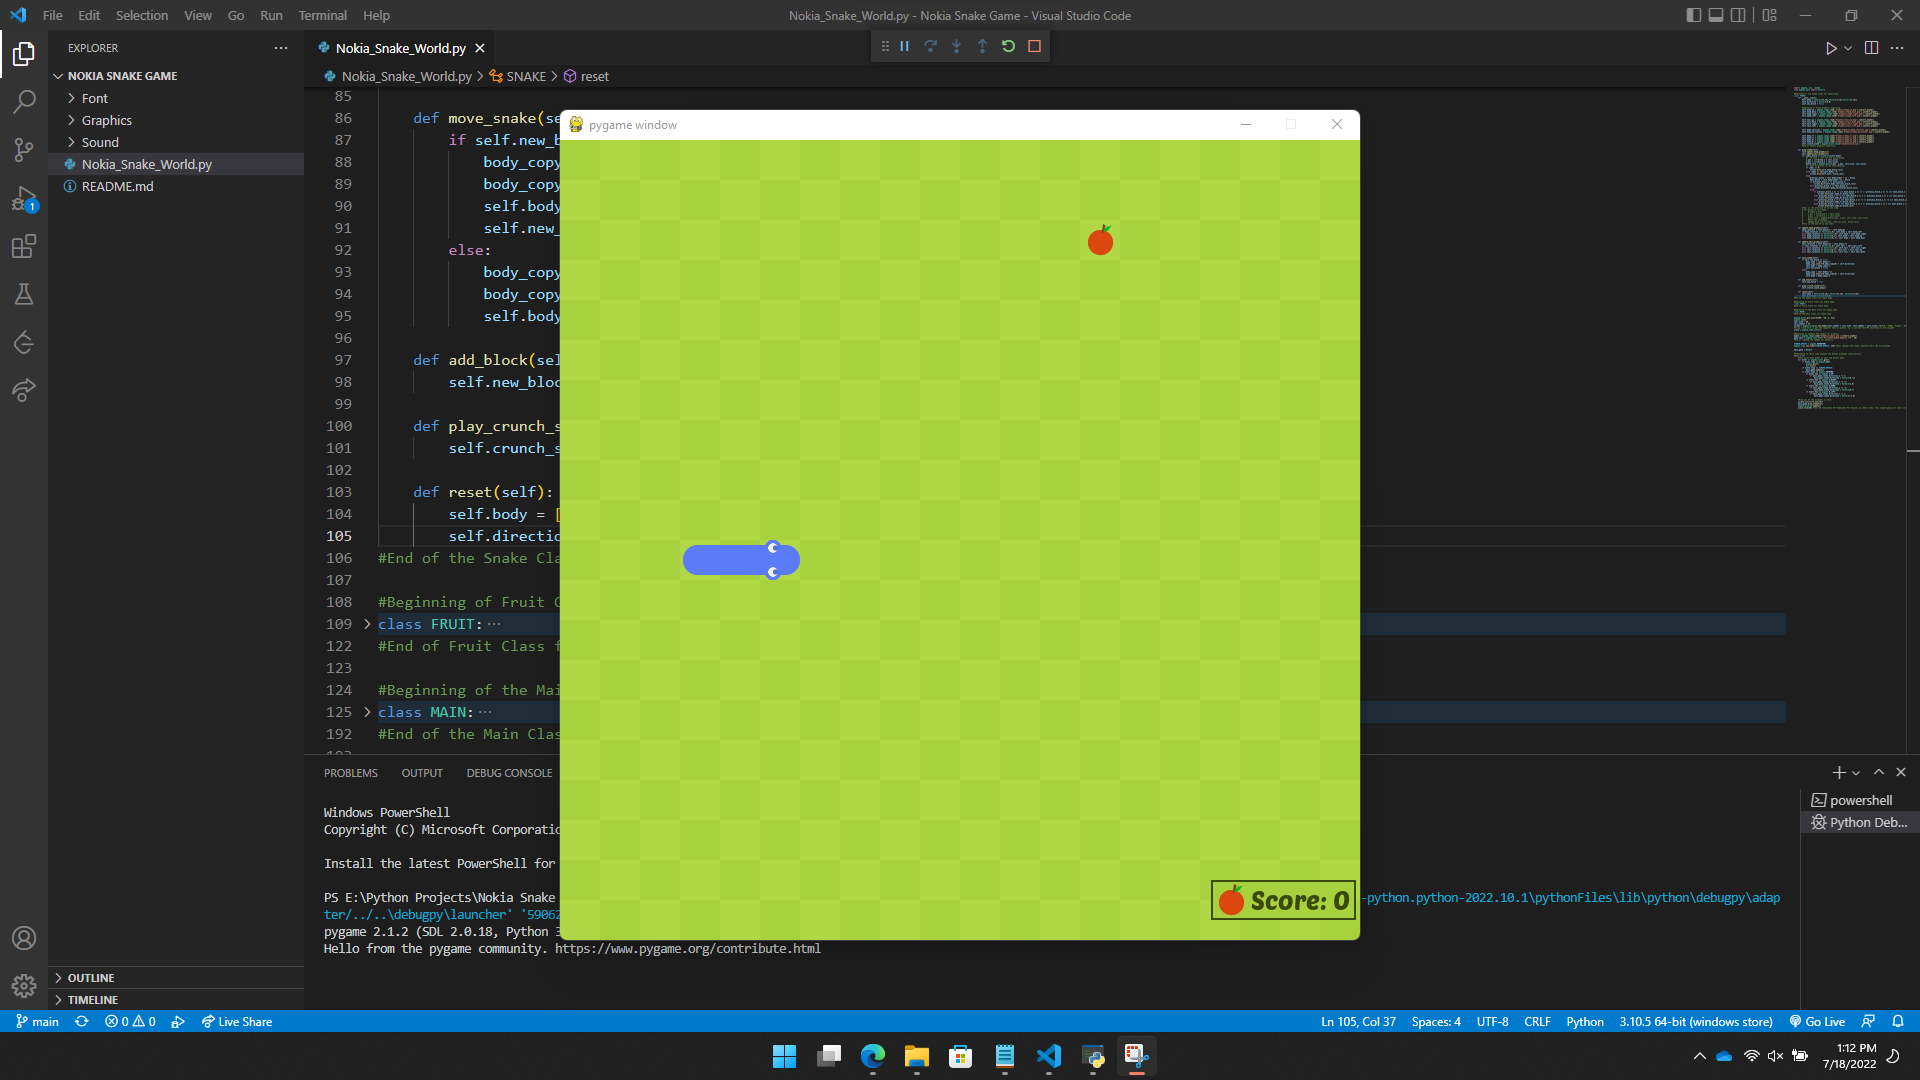 File Edit Selection View Go Run Terminal Help
Nokia_Snake_World.py - Nokia Snake Game - Visual Studio Code
EXPLORER
NOKIA SNAKE GAME
Font
Graphics
Sound
Nokia_Snake_World.py
README.md
OUTLINE
TIMELINE
1
Nokia_Snake_World.py
Nokia_Snake_World.py > SNAKE > reset
85
86 def move_snake(se
87 if self.new_b
88 body_copy
89 body_copy
90 self.body
91 self.new_
92 else:
93 body_copy
94 body_copy
95 self.body
96
97 def add_block(sel
98 self.new_bloc
99
100 def play_crunch_s
101 self.crunch_s
102
103 def reset(self):
104 self.body = [
105 self.directio
106 #End of the Snake Cla
107
108 #Beginning of Fruit C
109 class FRUIT:
122 #End of Fruit Class f
123
124 #Beginning of the Mai
125 class MAIN:
192 #End of the Main Clas
pygame window
Score: 0
PROBLEMS OUTPUT DEBUG CONSOLE
powershell
Python Deb...
Windows PowerShell
Copyright (C) Microsoft Corporatio
Install the latest PowerShell for
PS E:\Python Projects\Nokia Snake -python.python-2022.10.1\pythonFiles\lib\python\debugpy\adap
ter/../..\debugpy\launcher' '59062
pygame 2.1.2 (SDL 2.0.18, Python 3
Hello from the pygame community. https://www.pygame.org/contribute.html
main 0 0 Live Share
Ln 105, Col 37 Spaces: 4 UTF-8 CRLF Python 3.10.5 64-bit (windows store) Go Live
1:12 PM
7/18/2022